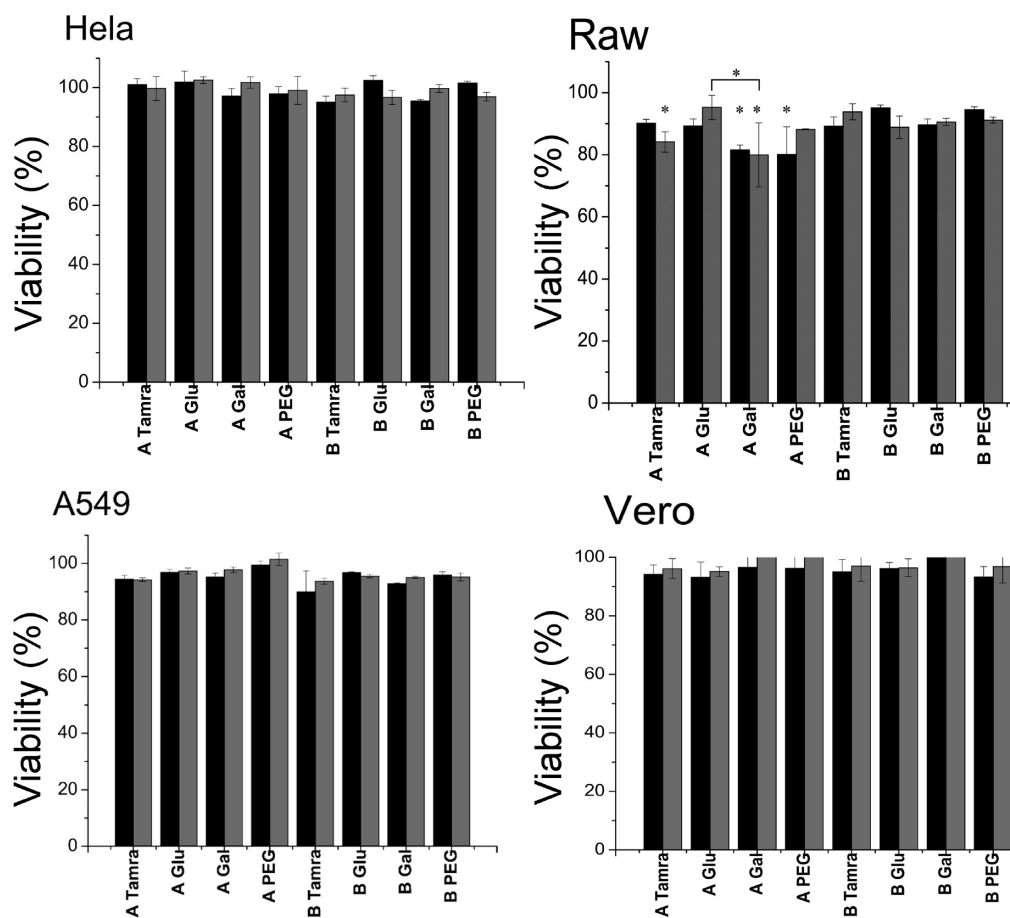 Hela
Viability (%)
100
80
60
40
20
0
A Tamra
A Glu
A Gal
A PEG
B Tamra
B Glu
B Gal
B PEG
Raw
Viability (%)
100
80
60
40
20
0
*
* * * *
A Tamra
A Glu
A Gal
A PEG
B Tamra
B Glu
B Gal
B PEG
A549
Viability (%)
100
80
60
40
20
0
A Tamra
A Glu
A Gal
A PEG
B Tamra
B Glu
B Gal
B PEG
Vero
Viability (%)
100
80
60
40
20
0
A Tamra
A Glu
A Gal
A PEG
B Tamra
B Glu
B Gal
B PEG